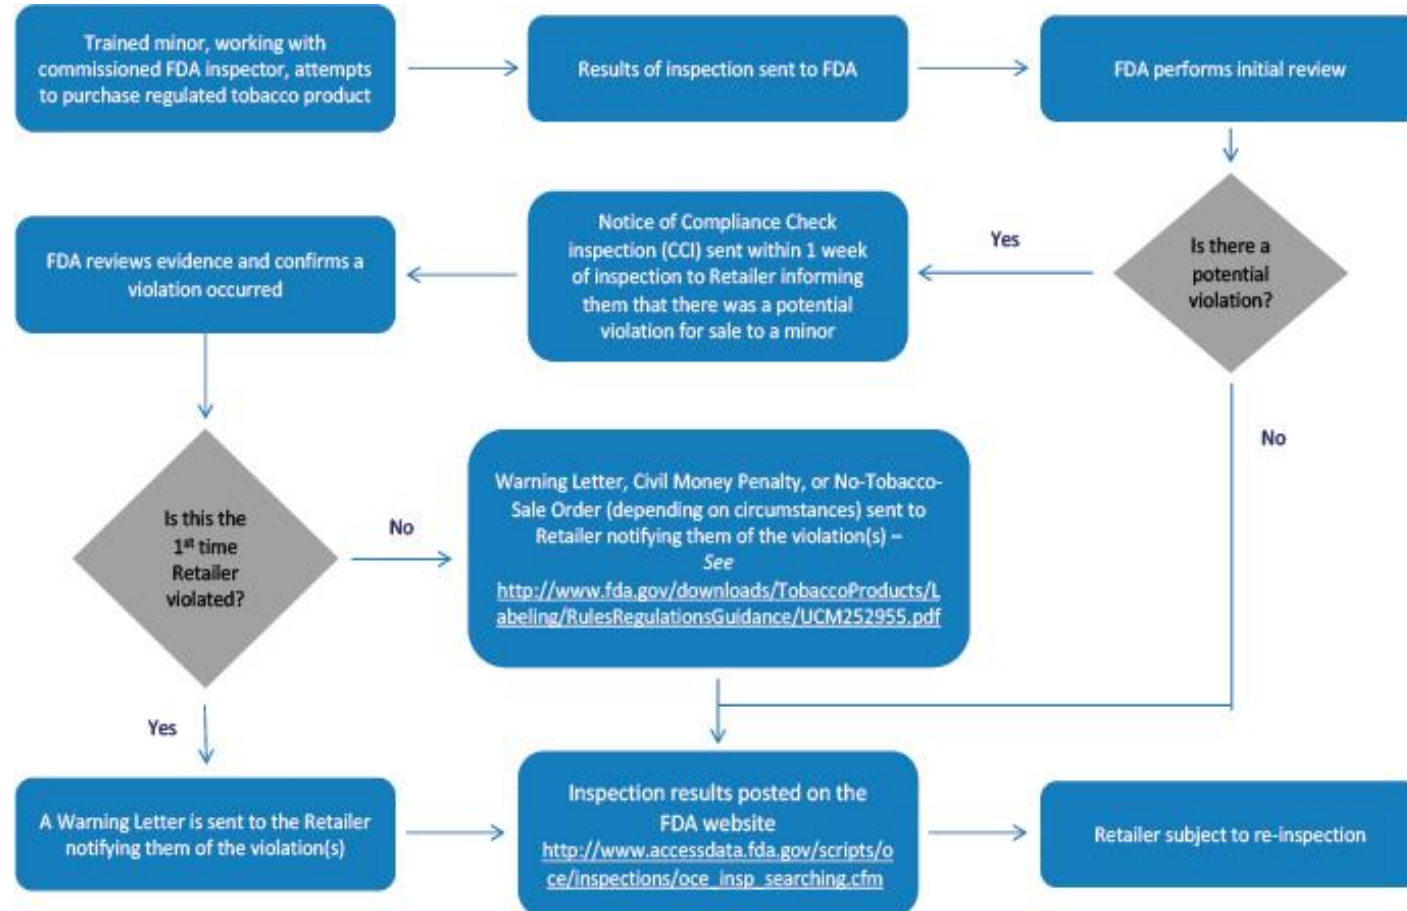 Trained minor, working with
commissioned FDA inspector, attempts
to purchase regulated tobacco product
Results of inspection sent to FDA
FDA performs initial review
Is there a
potential
violation?
Yes
No
Notice of Compliance Check
inspection (CCI) sent within 1 week
of inspection to Retailer informing
them that there was a potential
violation for sale to a minor
FDA reviews evidence and confirms a
violation occurred
Is this the
1st time
Retailer
violated?
No
Yes
Warning Letter, Civil Money Penalty, or No-Tobacco-
Sale Order (depending on circumstances) sent to
Retailer notifying them of the violation(s) –
See
http://www.fda.gov/downloads/TobaccoProducts/L
abeling/RulesRegulationsGuidance/UCM252955.pdf
A Warning Letter is sent to the Retailer
notifying them of the violation(s)
Inspection results posted on the
FDA website
http://www.accessdata.fda.gov/scripts/o
ce/inspections/oce_insp_searching.cfm
Retailer subject to re-inspection